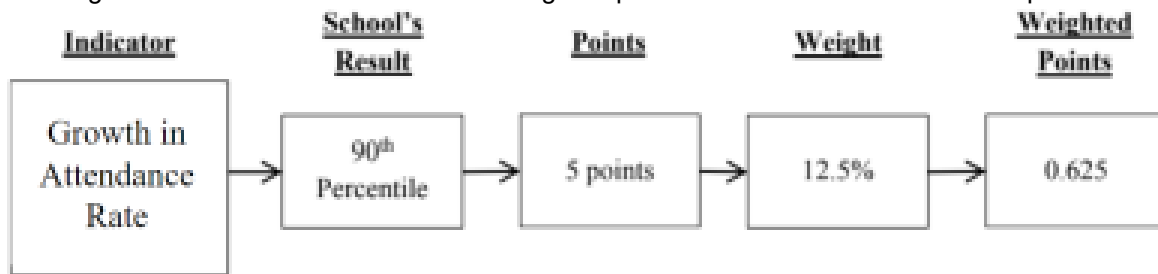 Indicator
School's
Result
Points
Weight
Weighted
Points
Growth in
Attendance
Rate
90th
Percentile
5 points
12.5%
0.625